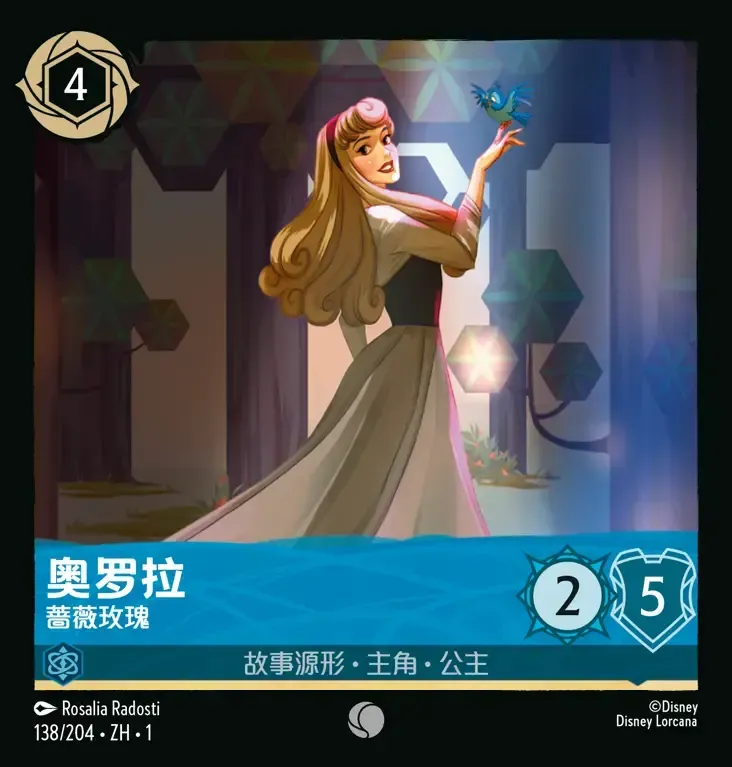 4
奥罗拉
蔷薇玫瑰
2
5
故事源形 • 主角 • 公主
Rosalia Radosti
138/204 • ZH • 1
©Disney
Disney Lorcana